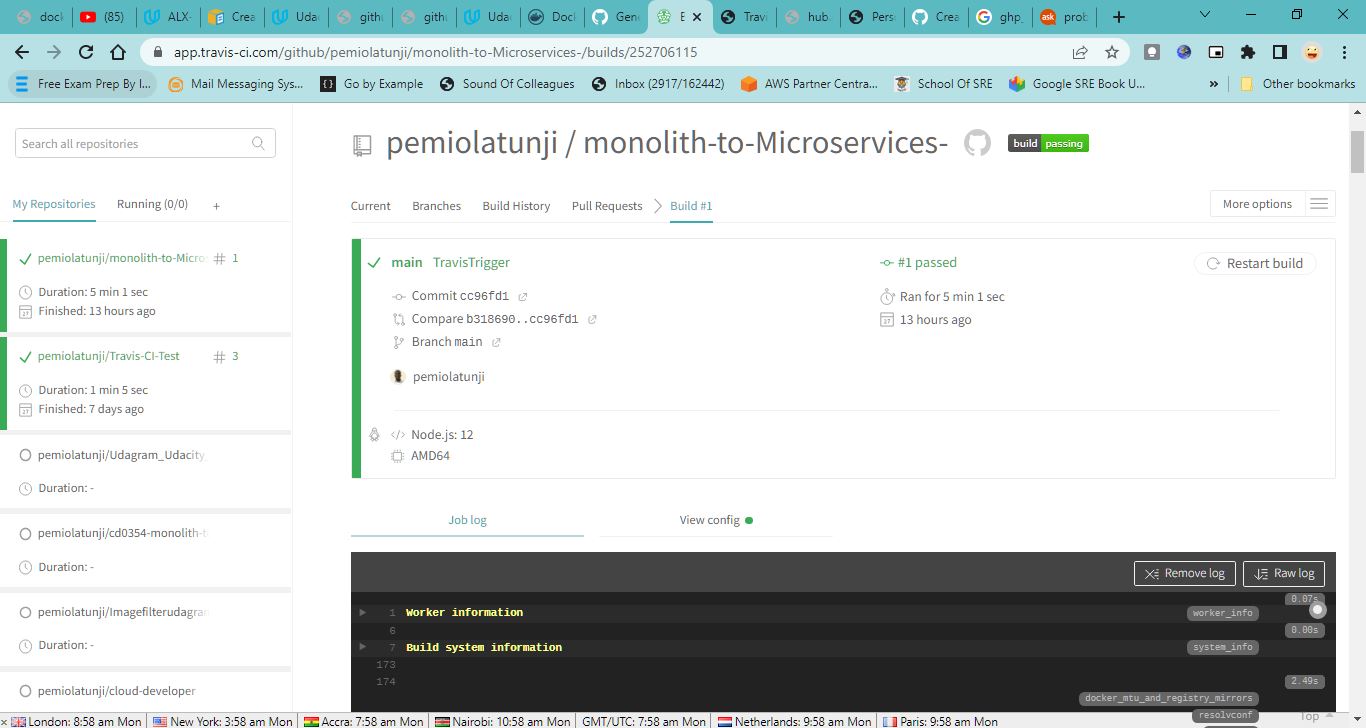 dock
(85)
ALX-
Crea
Udac
githu
githu
Udac
Dock
Gene
E
Travi
hub.
Perso
Crea
ghp_
ask
prob
app.travis-ci.com/github/pemiolatunji/monolith-to-Microservices-/builds/252706115
Free Exam Prep By I...
Mail Messaging Sys...
Go by Example
Sound Of Colleagues
Inbox (2917/162442)
AWS Partner Centra...
School Of SRE
Google SRE Book U...
»
Other bookmarks
Search all repositories
pemiolatunji / monolith-to-Microservices-
build passing
My Repositories
Running (0/0)
+
Current
Branches
Build History
Pull Requests
Build #1
More options
pemiolatunji/monolith-to-Micros
# 1
Duration: 5 min 1 sec
Finished: 13 hours ago
pemiolatunji/Travis-CI-Test
# 3
Duration: 1 min 5 sec
Finished: 7 days ago
pemiolatunji/Udagram_Udacity_
Duration: -
pemiolatunji/cd0354-monolith-t
Duration: -
pemiolatunji/Imagefilterudagram
Duration: -
pemiolatunji/cloud-developer
main TravisTrigger
#1 passed
Restart build
Commit cc96fd1
Ran for 5 min 1 sec
Compare b318690..cc96fd1
13 hours ago
Branch main
pemiolatunji
</> Node.js: 12
AMD64
Job log
View config
Remove log
Raw log
0.07s
1 Worker information
worker_info
6
0.00s
7 Build system information
system_info
173
174
2.49s
docker_mtu_and_registry_mirrors
resolvconf
Top
× London: 8:58 am Mon
New York: 3:58 am Mon
Accra: 7:58 am Mon
Nairobi: 10:58 am Mon
GMT/UTC: 7:58 am Mon
Netherlands: 9:58 am Mon
Paris: 9:58 am Mon